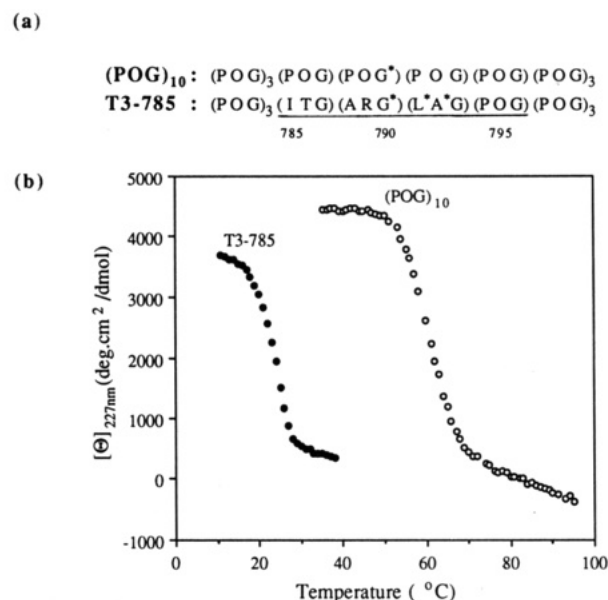 (a)
(POG)10 : (POG)3 (POG) (POG*) (P O G) (POG) (POG)3
T3-785 : (POG)3 (I T G) (ARG*) (L*A*G) (POG) (POG)3
785 790 795
(b)
5000
4000
3000
2000
1000
0
-1000
[Θ]227nm(deg.cm2 /dmol)
(POG)10
T3-785
0 20 40 60 80 100
Temperature ( °C)